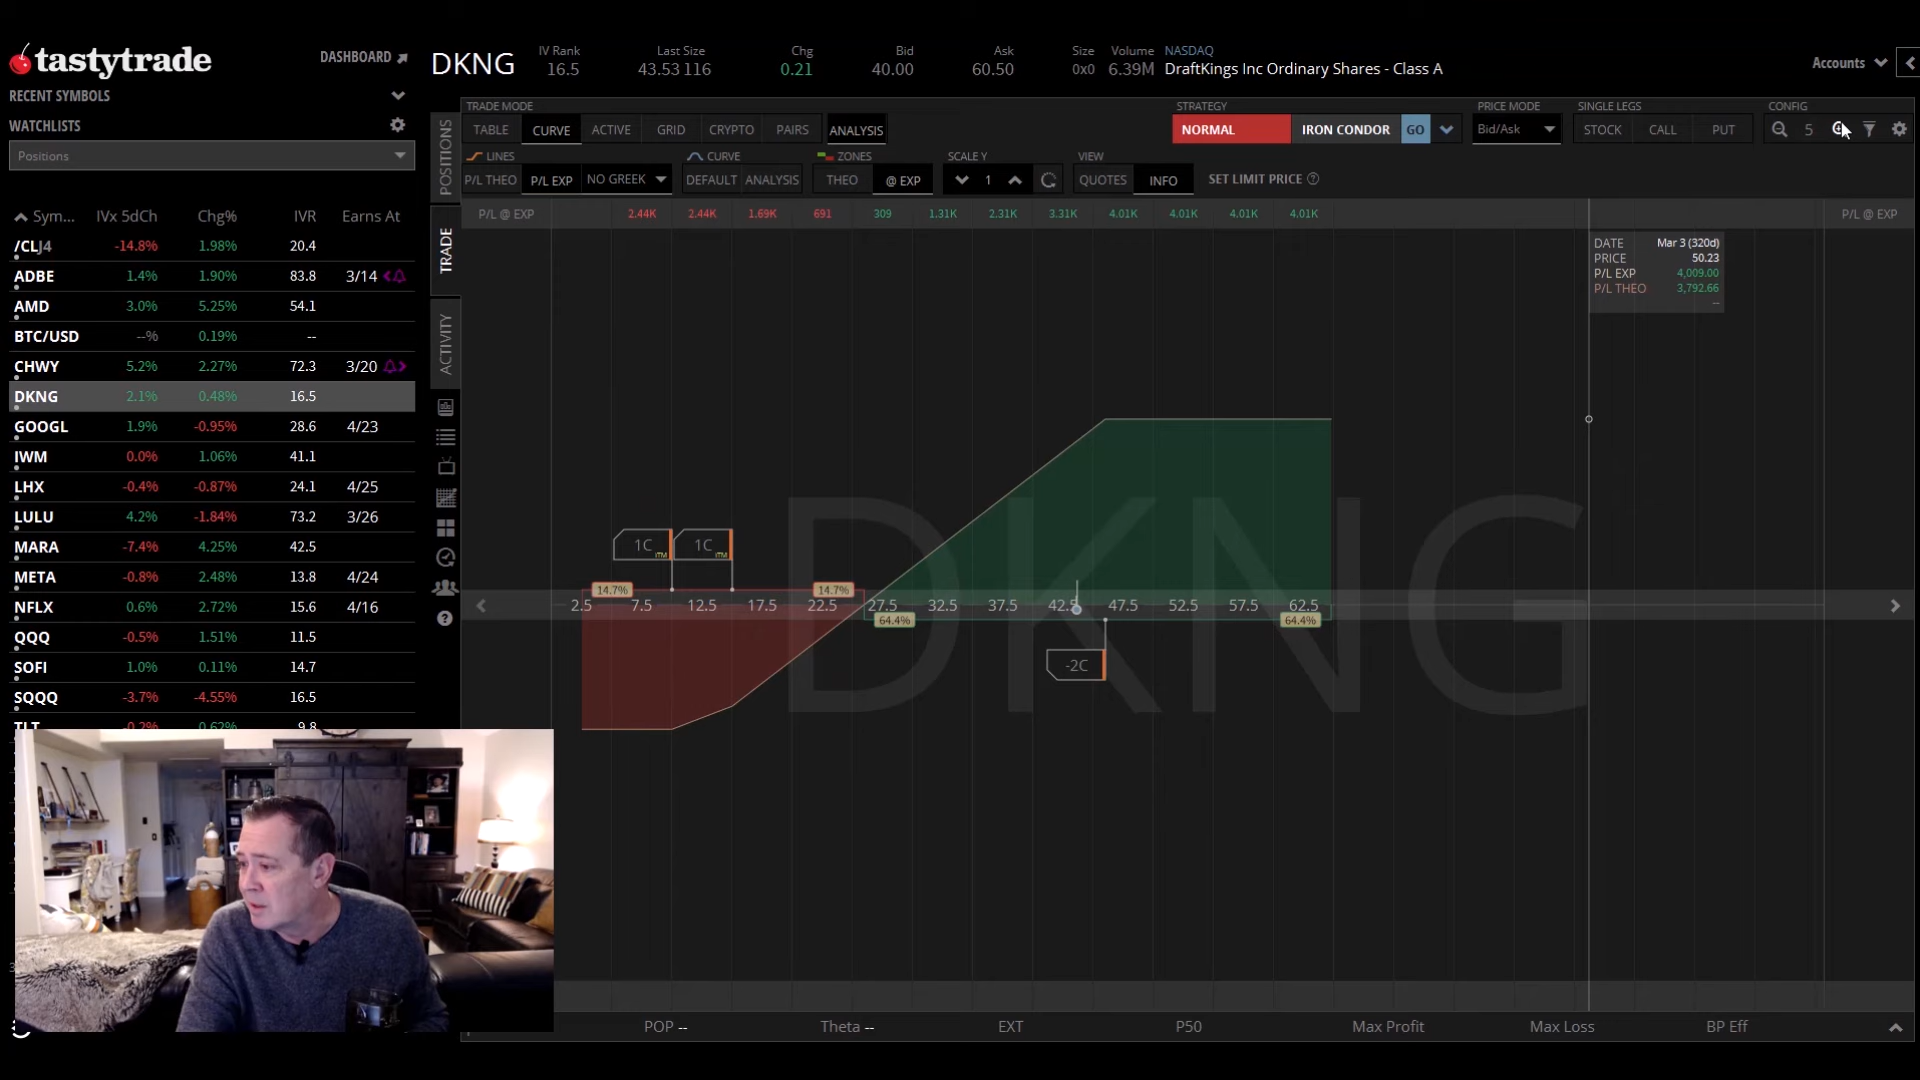 tastytrade
DASHBOARD
RECENT SYMBOLS
WATCHLISTS
Positions
Sym... IVx 5dCh Chg% IVR Earns At
/CLJ4 -14.8% 1.98% 20.4
ADBE 1.4% 1.90% 83.8 3/14
AMD 3.0% 5.25% 54.1
BTC/USD --% 0.19% --
CHWY 5.2% 2.27% 72.3 3/20
DKNG 2.1% 0.48% 16.5
GOOGL 1.9% -0.95% 28.6 4/23
IWM 0.0% 1.06% 41.1
LHX -0.4% -0.87% 24.1 4/25
LULU 4.2% -1.84% 73.2 3/26
MARA -7.4% 4.25% 42.5
META -0.8% 2.48% 13.8 4/24
NFLX 0.6% 2.72% 15.6 4/16
QQQ -0.5% 1.51% 11.5
SOFI 1.0% 0.11% 14.7
SQQQ -3.7% -4.55% 16.5
TLT -0.2% 0.62% 9.8
DKNG
IV Rank Last Size Chg Bid Ask Size Volume NASDAQ
16.5 43.53 116 0.21 40.00 60.50 0x0 6.39M DraftKings Inc Ordinary Shares - Class A
Accounts
POSITIONS
TRADE
ACTIVITY
TRADE MODE STRATEGY PRICE MODE SINGLE LEGS CONFIG
TABLE CURVE ACTIVE GRID CRYPTO PAIRS ANALYSIS NORMAL IRON CONDOR GO Bid/Ask STOCK CALL PUT 5
LINES CURVE ZONES SCALE Y VIEW
P/L THEO P/L EXP NO GREEK DEFAULT ANALYSIS THEO @ EXP 1 QUOTES INFO SET LIMIT PRICE
P/L @ EXP 2.44K 2.44K 1.69K 691 309 1.31K 2.31K 3.31K 4.01K 4.01K 4.01K 4.01K P/L @ EXP
DATE Mar 3 (320d)
PRICE 50.23
P/L EXP 4,009.00
P/L THEO 3,792.66
--
DKNG
1C ITM 1C ITM
14.7% 14.7%
2.5 7.5 12.5 17.5 22.5 27.5 32.5 37.5 42.5 47.5 52.5 57.5 62.5
64.4% 64.4%
-2C
POP -- Theta -- EXT P50 Max Profit Max Loss BP Eff